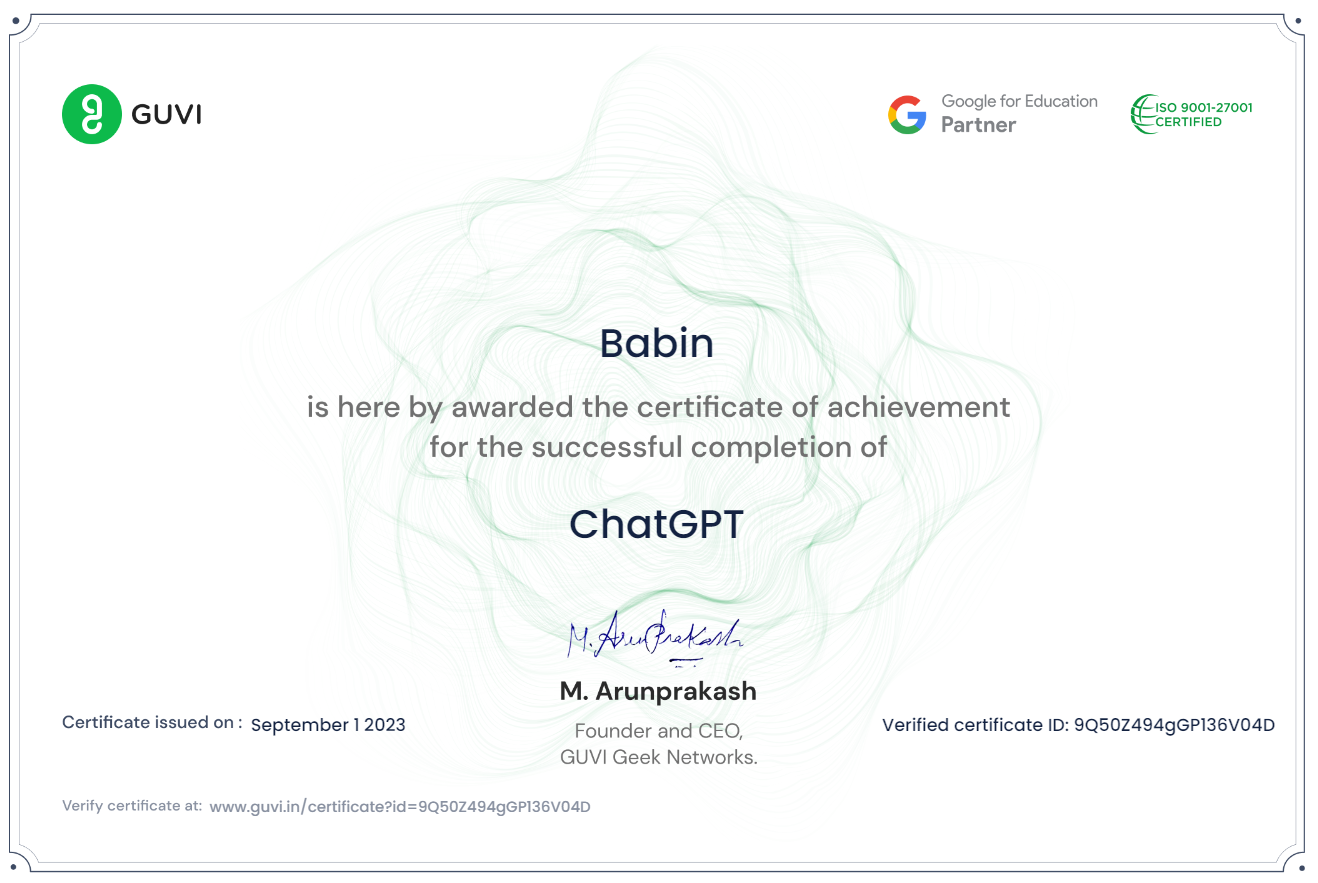 GUVI
Google for Education
Partner
ISO 9001-27001
CERTIFIED
Babin
is here by awarded the certificate of achievement
for the successful completion of
ChatGPT
M. Arunprakash
M. Arunprakash
Founder and CEO,
GUVI Geek Networks.
Certificate issued on : September 1 2023
Verified certificate ID: 9Q50Z494gGP136V04D
Verify certificate at: www.guvi.in/certificate?id=9Q50Z494gGP136V04D